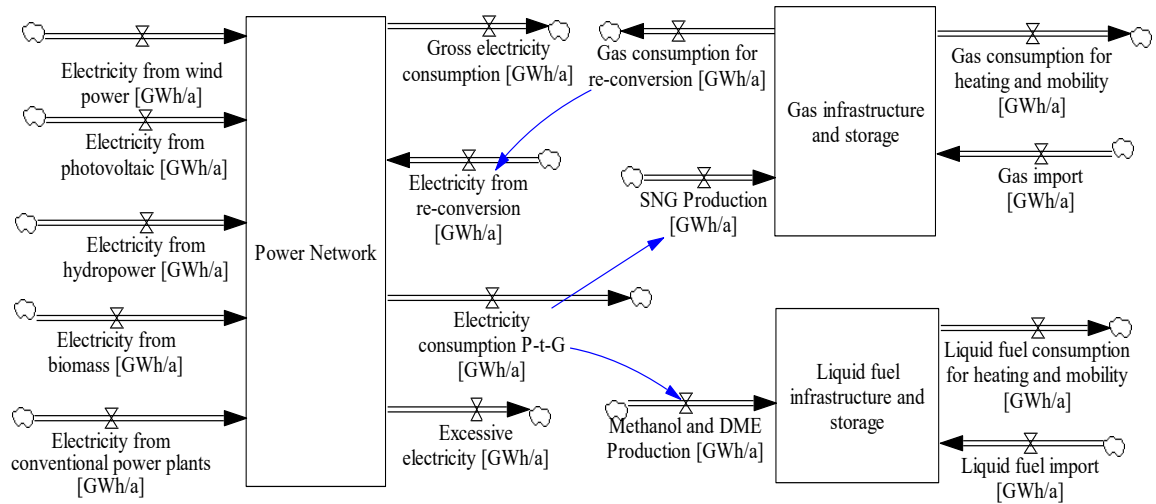 Electricity from wind
power [GWh/a]
Electricity from
photovoltaic [GWh/a]
Electricity from
hydropower [GWh/a]
Electricity from
biomass [GWh/a]
Electricity from
conventional power plants
[GWh/a]
Power Network
Gross electricity
consumption [GWh/a]
Electricity from
re-conversion
[GWh/a]
Electricity
consumption P-t-G
[GWh/a]
Excessive
electricity [GWh/a]
Gas consumption for
re-conversion [GWh/a]
SNG Production
[GWh/a]
Gas infrastructure
and storage
Gas consumption for
heating and mobility
[GWh/a]
Gas import
[GWh/a]
Methanol and DME
Production [GWh/a]
Liquid fuel
infrastructure and
storage
Liquid fuel consumption
for heating and mobility
[GWh/a]
Liquid fuel import
[GWh/a]